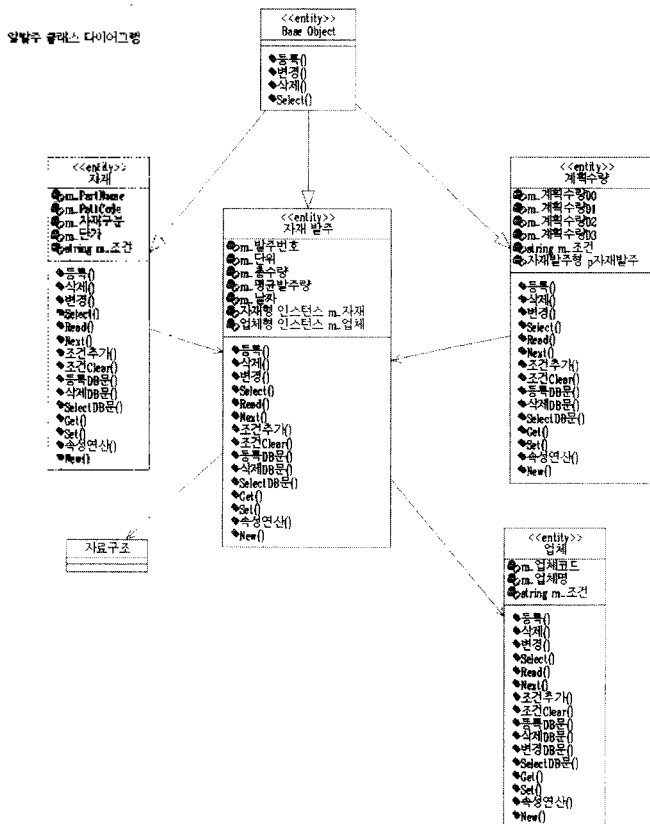 클래스 다이어그램
<<entity>>
Base Object
등록()
변경()
삭제()
Select()
<<entity>>
자재
m_PartName
m_PartCode
m_자재구분
m_단가
string m_조건
등록()
삭제()
변경()
Select()
Read()
Next()
조건추가()
조건Clear()
등록DB문()
삭제DB문()
SelectDB문()
Get()
Set()
속성연산()
New()
<<entity>>
자재 발주
m_발주번호
m_단위
m_총수량
m_평균발주량
m_날짜
자재형 인스턴스 m_자재
업체형 인스턴스 m_업체
등록()
삭제()
변경()
Select()
Read()
Next()
조건추가()
조건Clear()
등록DB문()
삭제DB문()
SelectDB문()
Get()
Set()
속성연산()
New()
<<entity>>
계획수량
m_계획수량00
m_계획수량01
m_계획수량02
m_계획수량03
string m_조건
자재발주형 p자재발주
등록()
삭제()
변경()
Select()
Read()
Next()
조건추가()
조건Clear()
등록DB문()
삭제DB문()
SelectDB문()
Get()
Set()
속성연산()
New()
자료구조
<<entity>>
업체
m_업체코드
m_업체명
string m_조건
등록()
삭제()
변경()
Select()
Read()
Next()
조건추가()
조건Clear()
등록DB문()
삭제DB문()
변경DB문()
SelectDB문()
Get()
Set()
속성연산()
New()